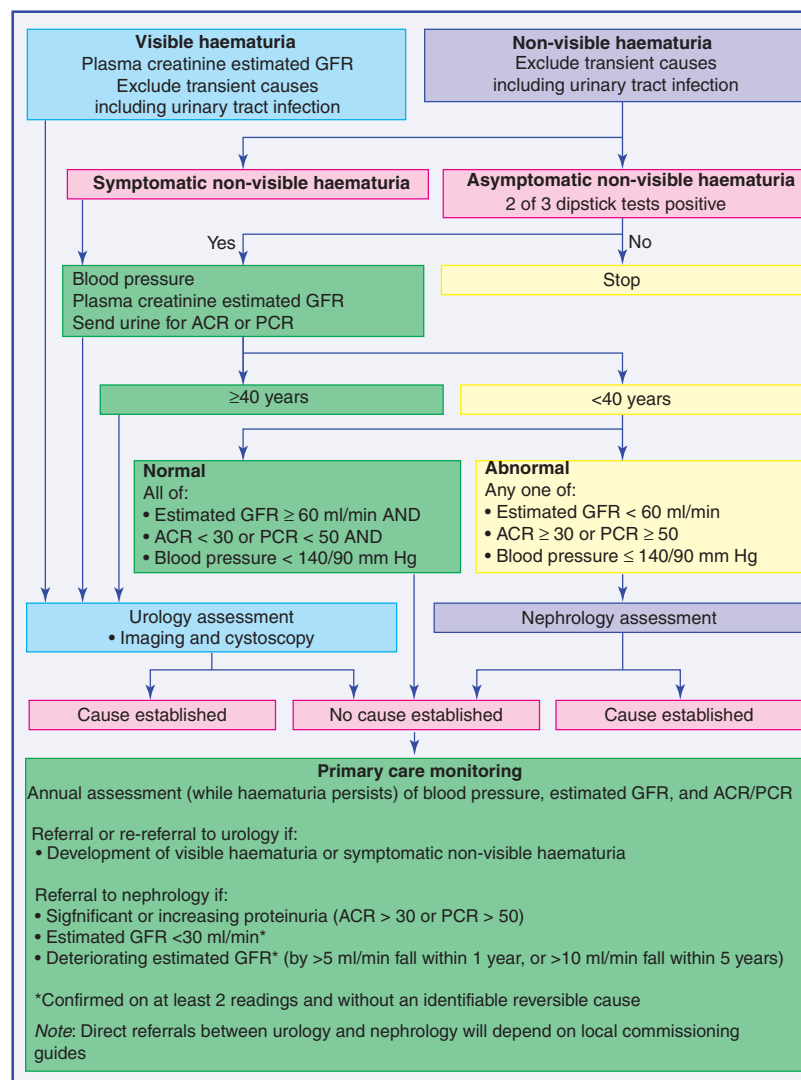 Visible haematuria
Plasma creatinine estimated GFR
Exclude transient causes
including urinary tract infection
Non-visible haematuria
Exclude transient causes
including urinary tract infection
Symptomatic non-visible haematuria
Asymptomatic non-visible haematuria
2 of 3 dipstick tests positive
Yes
No
Blood pressure
Plasma creatinine estimated GFR
Send urine for ACR or PCR
Stop
≥40 years
<40 years
Normal
All of:
• Estimated GFR ≥ 60 ml/min AND
• ACR < 30 or PCR < 50 AND
• Blood pressure < 140/90 mm Hg
Abnormal
Any one of:
• Estimated GFR < 60 ml/min
• ACR ≥ 30 or PCR ≥ 50
• Blood pressure ≤ 140/90 mm Hg
Urology assessment
• Imaging and cystoscopy
Nephrology assessment
Cause established
No cause established
Cause established
Primary care monitoring
Annual assessment (while haematuria persists) of blood pressure, estimated GFR, and ACR/PCR
Referral or re-referral to urology if:
• Development of visible haematuria or symptomatic non-visible haematuria
Referral to nephrology if:
• Sigfnificant or increasing proteinuria (ACR > 30 or PCR > 50)
• Estimated GFR <30 ml/min*
• Deteriorating estimated GFR* (by >5 ml/min fall within 1 year, or >10 ml/min fall within 5 years)
*Confirmed on at least 2 readings and without an identifiable reversible cause
Note: Direct referrals between urology and nephrology will depend on local commissioning
guides